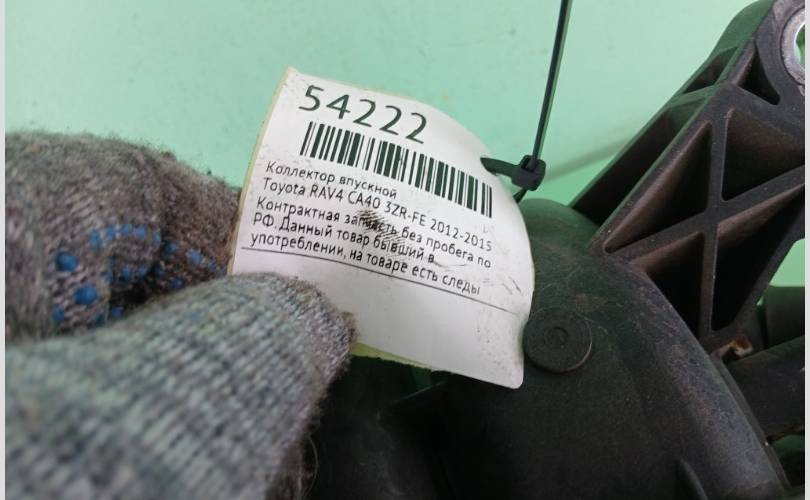 54222
Коллектор впускной
Toyota RAV4 CA40 3ZR-FE 2012-2015
Контрактная запчасть без пробега по
РФ. Данный товар бывший в
употреблении, на товаре есть следы